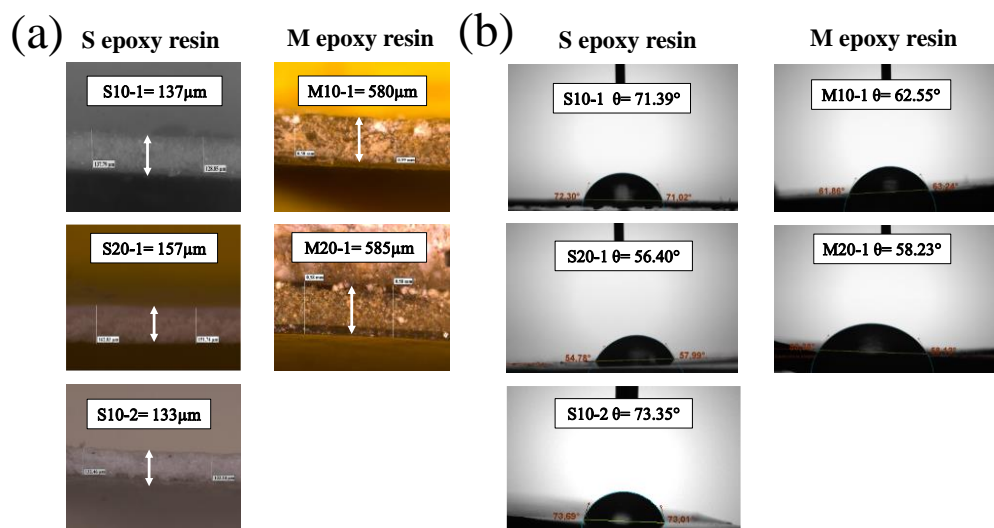 (a)
S epoxy resin
M epoxy resin
S10-1= 137μm
M10-1= 580μm
S20-1= 157μm
M20-1= 585μm
S10-2= 133μm
(b)
S epoxy resin
M epoxy resin
S10-1 θ= 71.39°
72.30°
71.02°
M10-1 θ= 62.55°
61.86°
63.24°
S20-1 θ= 56.40°
54.78°
57.99°
M20-1 θ= 58.23°
S10-2 θ= 73.35°
73.69°
73.01°